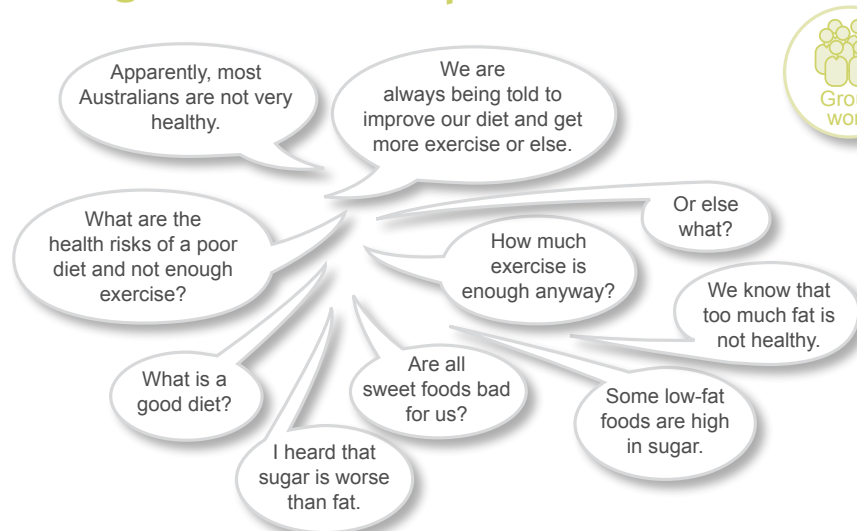 Apparently, most
Australians are not very
healthy.
We are
always being told to
improve our diet and get
more exercise or else.
What are the
health risks of a poor
diet and not enough
exercise?
Or else
what?
How much
exercise is
enough anyway?
We know that
too much fat is
not healthy.
What is a
good diet?
Are all
sweet foods bad
for us?
Some low-fat
foods are high
in sugar.
I heard that
sugar is worse
than fat.